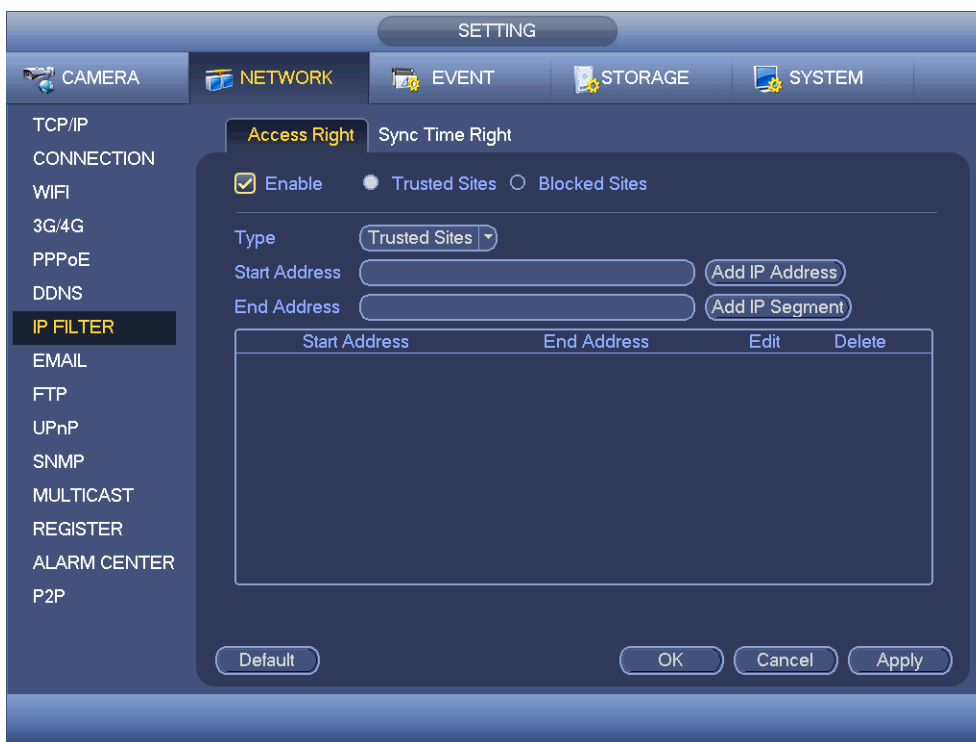 SETTING
CAMERA NETWORK EVENT STORAGE SYSTEM
TCP/IP
CONNECTION
WIFI
3G/4G
PPPoE
DDNS
IP FILTER
EMAIL
FTP
UPnP
SNMP
MULTICAST
REGISTER
ALARM CENTER
P2P
Access Right Sync Time Right
Enable Trusted Sites Blocked Sites
Type Trusted Sites
Start Address Add IP Address
End Address Add IP Segment
Start Address End Address Edit Delete
Default OK Cancel Apply